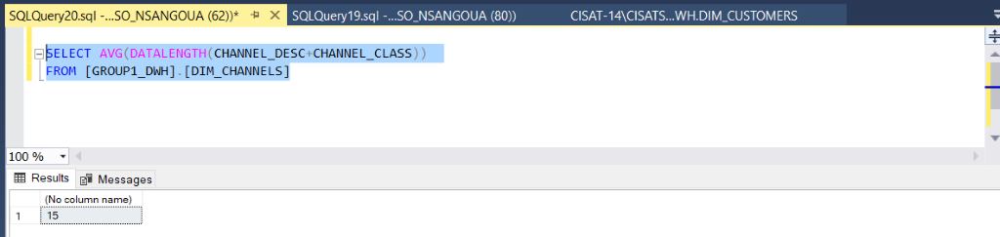 SQLQuery20.sql -...SO_NSANGOUA (62))* SQLQuery19.sql -...SO_NSANGOUA (80)) CISAT-14\CISATS...WH.DIM_CUSTOMERS
SELECT AVG(DATALENGTH(CHANNEL_DESC+CHANNEL_CLASS))
FROM [GROUP1_DWH].[DIM_CHANNELS]
100 %
Results Messages
(No column name)
1 15